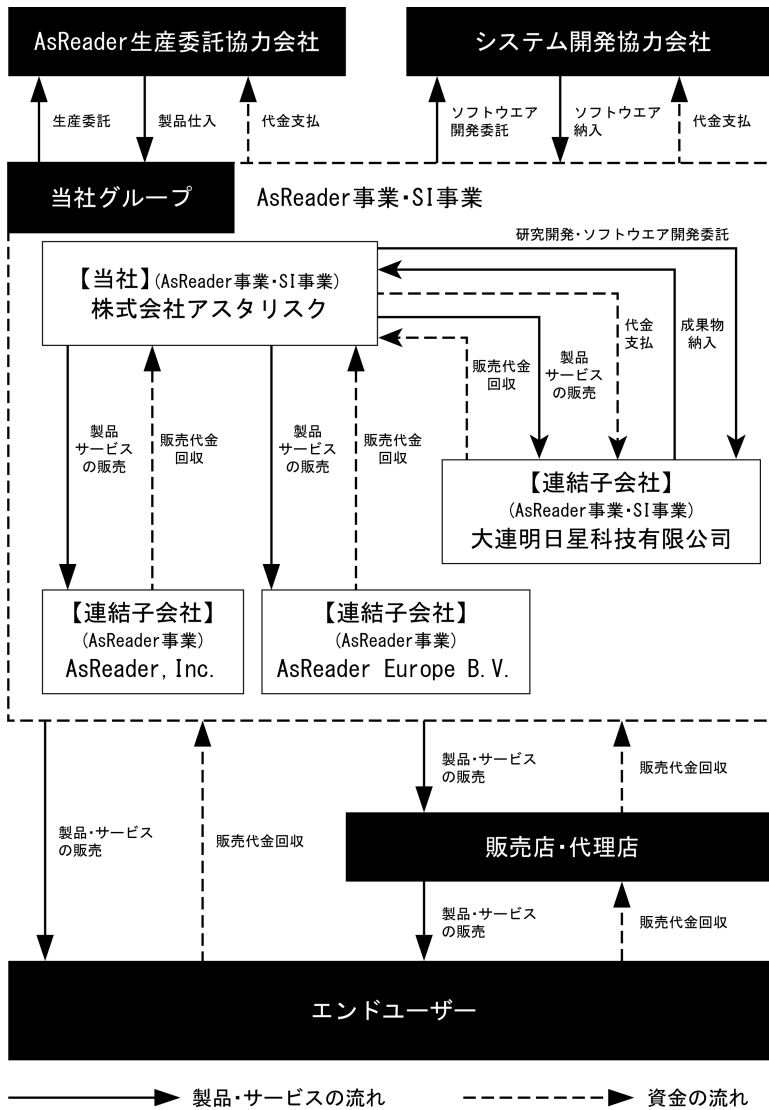 AsReader生産委託協力会社
システム開発協力会社
生産委託
製品仕入
代金支払
ソフトウエア
開発委託
ソフトウエア
納入
代金支払
当社グループ
AsReader事業・SI事業
研究開発・ソフトウエア開発委託
【当社】(AsReader事業・SI事業)
株式会社アスタリスク
代金
支払
成果物
納入
販売代金
回収
製品
サービス
の販売
製品
サービス
の販売
販売代金
回収
製品
サービス
の販売
販売代金
回収
【連結子会社】
(AsReader事業・SI事業)
大連明日星科技有限公司
【連結子会社】
(AsReader事業)
AsReader,Inc.
【連結子会社】
(AsReader事業)
AsReader Europe B.V.
製品・サービス
の販売
販売代金回収
製品・サービス
の販売
販売代金回収
販売店・代理店
製品・サービス
の販売
販売代金回収
エンドユーザー
製品・サービスの流れ
資金の流れ